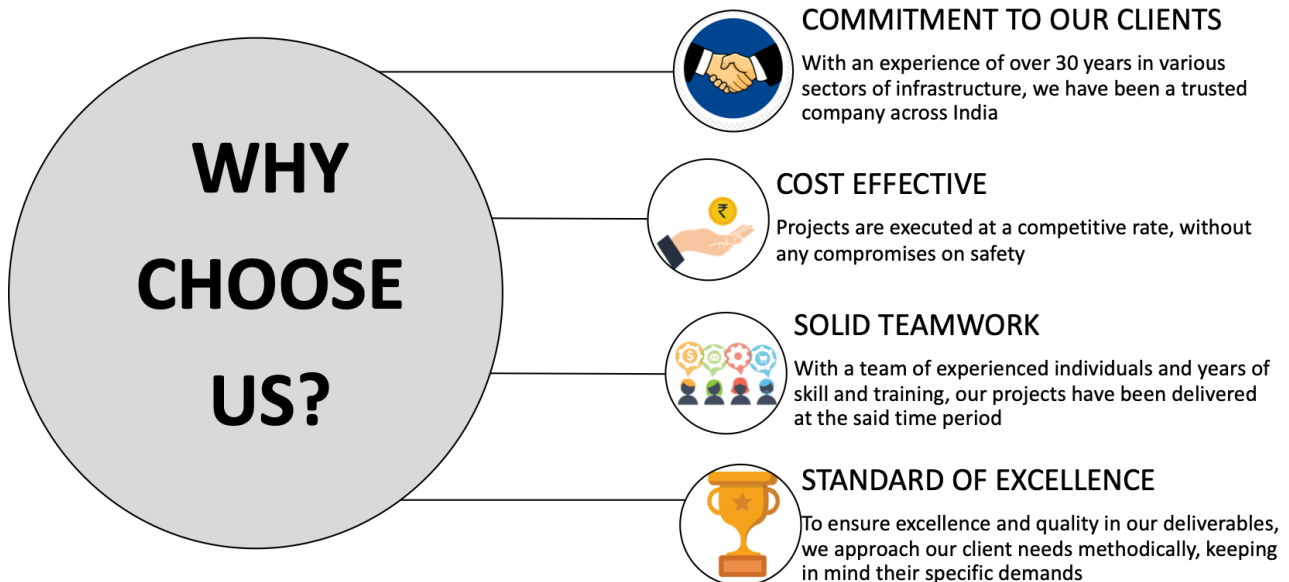 WHY
CHOOSE
US?
COMMITMENT TO OUR CLIENTS
With an experience of over 30 years in various
sectors of infrastructure, we have been a trusted
company across India
COST EFFECTIVE
₹
Projects are executed at a competitive rate, without
any compromises on safety
SOLID TEAMWORK
$
With a team of experienced individuals and years of
skill and training, our projects have been delivered
at the said time period
STANDARD OF EXCELLENCE
To ensure excellence and quality in our deliverables,
we approach our client needs methodically, keeping
in mind their specific demands